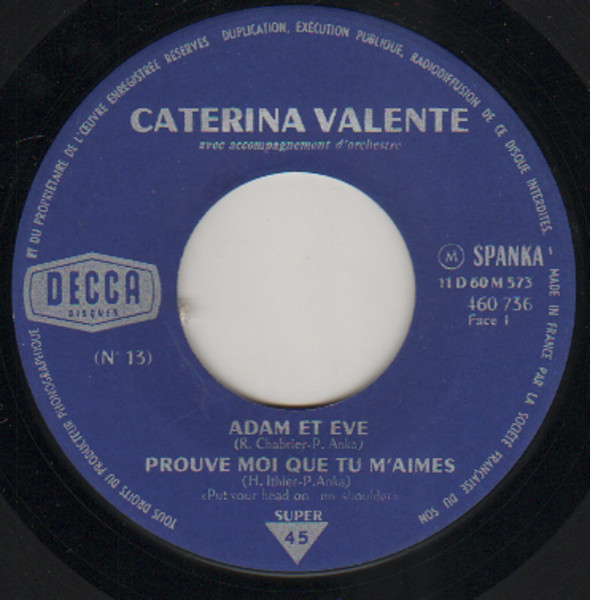 TOUS DROITS DU PRODUCTEUR PHONOGRAPHIQUE ET DU PROPRIÉTAIRE DE L'ŒUVRE ENREGISTRÉE RÉSERVÉS DUPLICATION, EXÉCUTION PUBLIQUE, RADIODIFFUSION DE CE DISQUE INTERDITES.
MADE IN FRANCE PAR LA SOCIÉTÉ FRANÇAISE DU SON
CATERINA VALENTE
avec accompagnement d'orchestre
DECCA
DISQUES
(N° 13)
M SPANKA
11 D 60 M 573
460 736
Face 1
ADAM ET EVE
(R. Chabrier-P. Anka)
PROUVE MOI QUE TU M'AIMES
(H. Ithier-P. Anka)
«Put your head on my shoulder»
SUPER
45